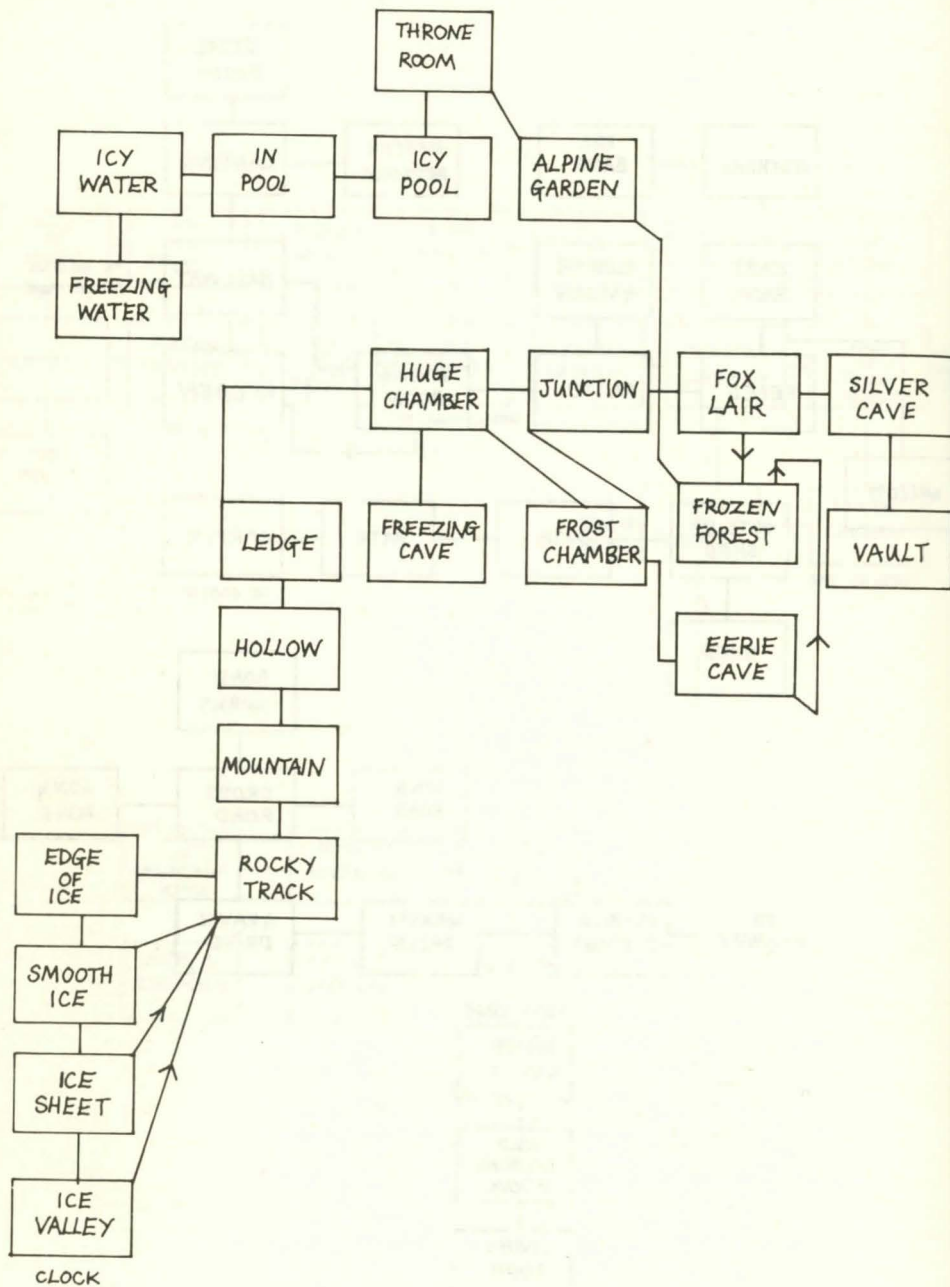 THRONE
ROOM
ICY
WATER
IN
POOL
ICY
POOL
ALPINE
GARDEN
FREEZING
WATER
HUGE
CHAMBER
JUNCTION
FOX
LAIR
SILVER
CAVE
LEDGE
FREEZING
CAVE
FROST
CHAMBER
FROZEN
FOREST
VAULT
HOLLOW
EERIE
CAVE
MOUNTAIN
EDGE
OF
ICE
ROCKY
TRACK
SMOOTH
ICE
ICE
SHEET
ICE
VALLEY
CLOCK